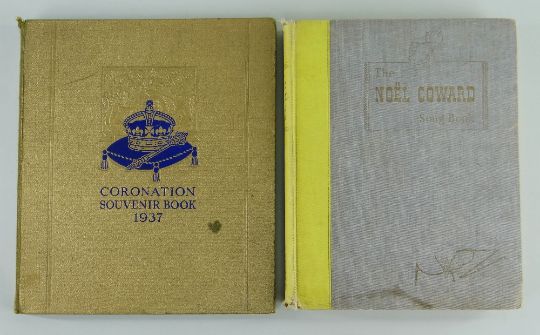 CORONATION
SOUVENIR BOOK
1937
The
NOËL COWARD
Song Book